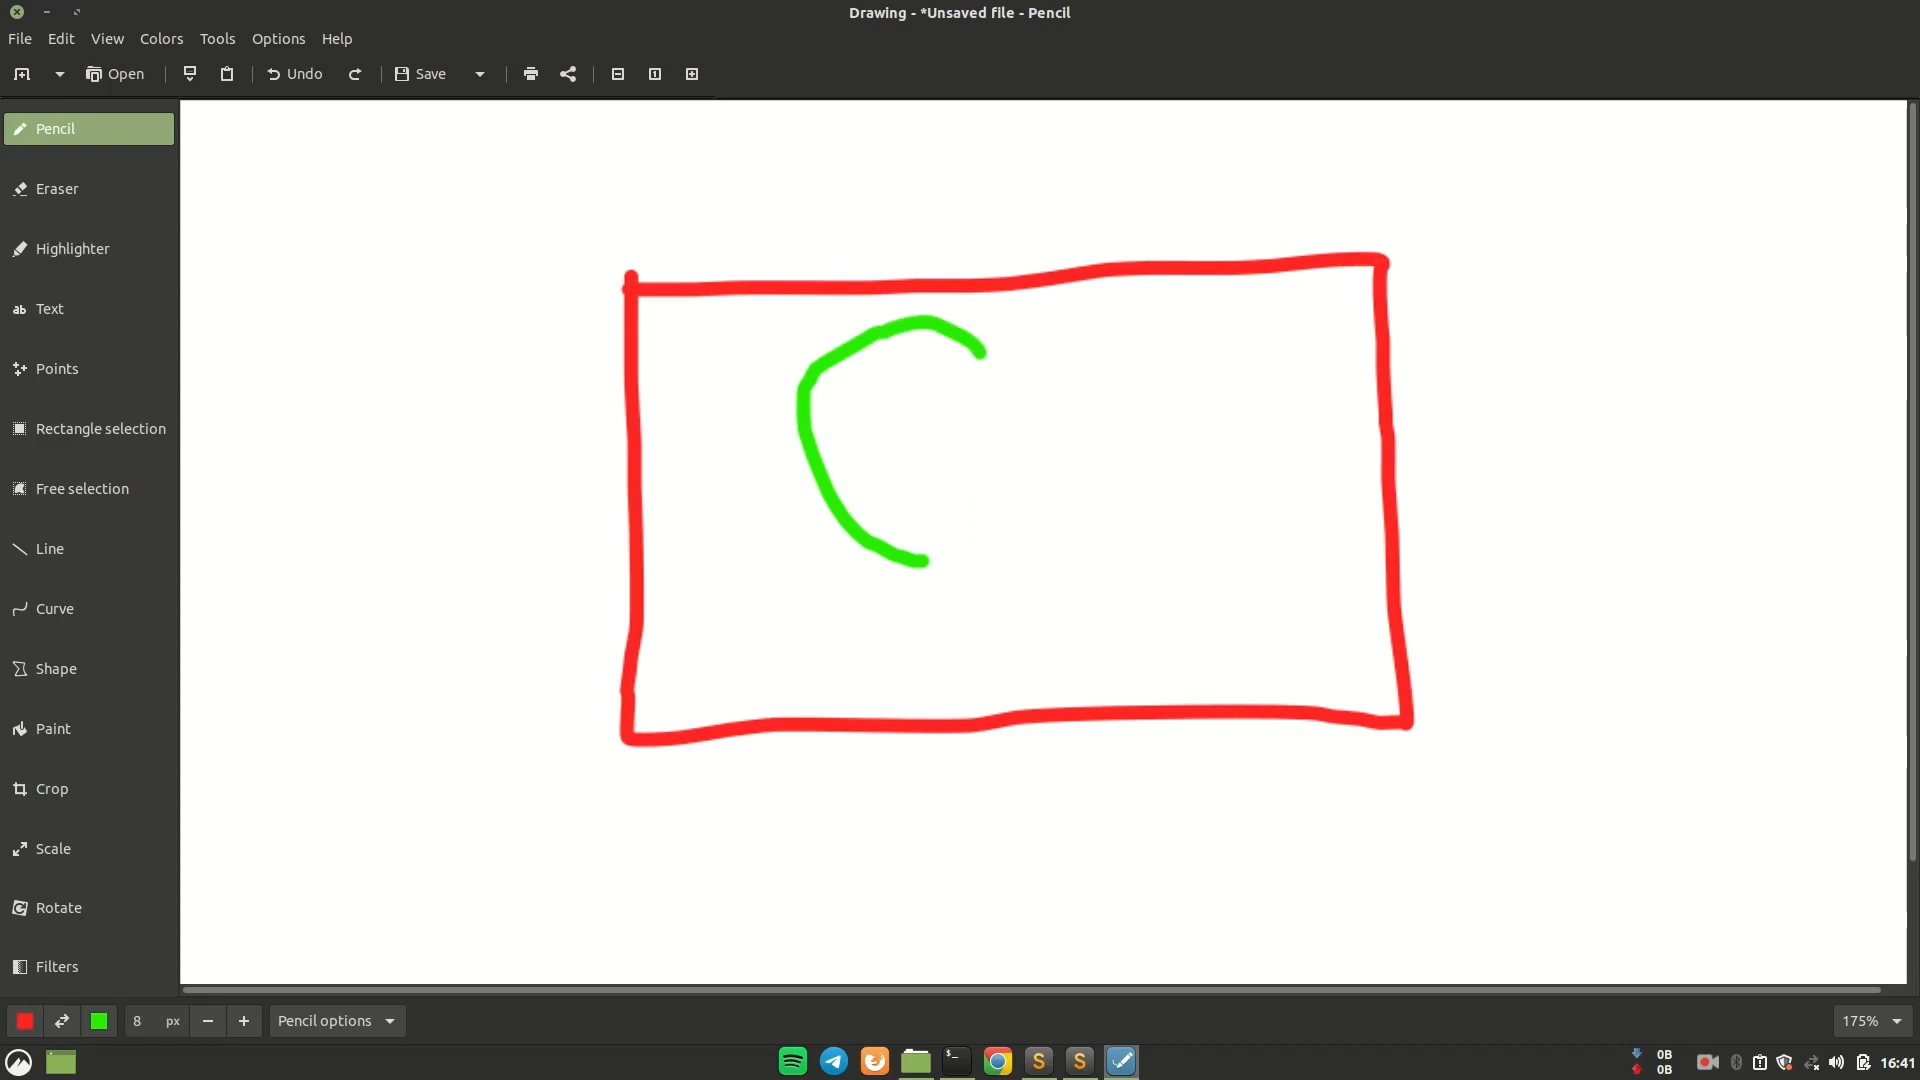 Drawing - *Unsaved file - Pencil
File Edit View Colors Tools Options Help
Open Undo Save
Pencil
Eraser
Highlighter
Text
Points
Rectangle selection
Free selection
Line
Curve
Shape
Paint
Crop
Scale
Rotate
Filters
8 px Pencil options 175%
0B
0B
16:41